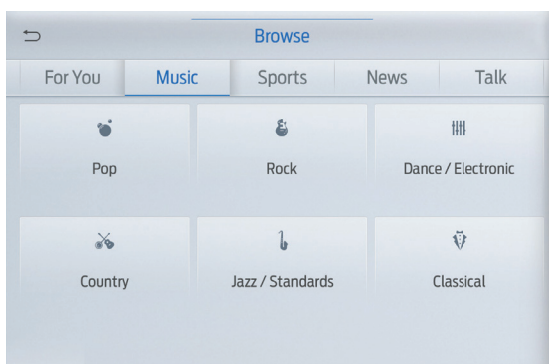 Browse
For You Music Sports News Talk
Pop Rock Dance / Electronic
Country Jazz / Standards Classical